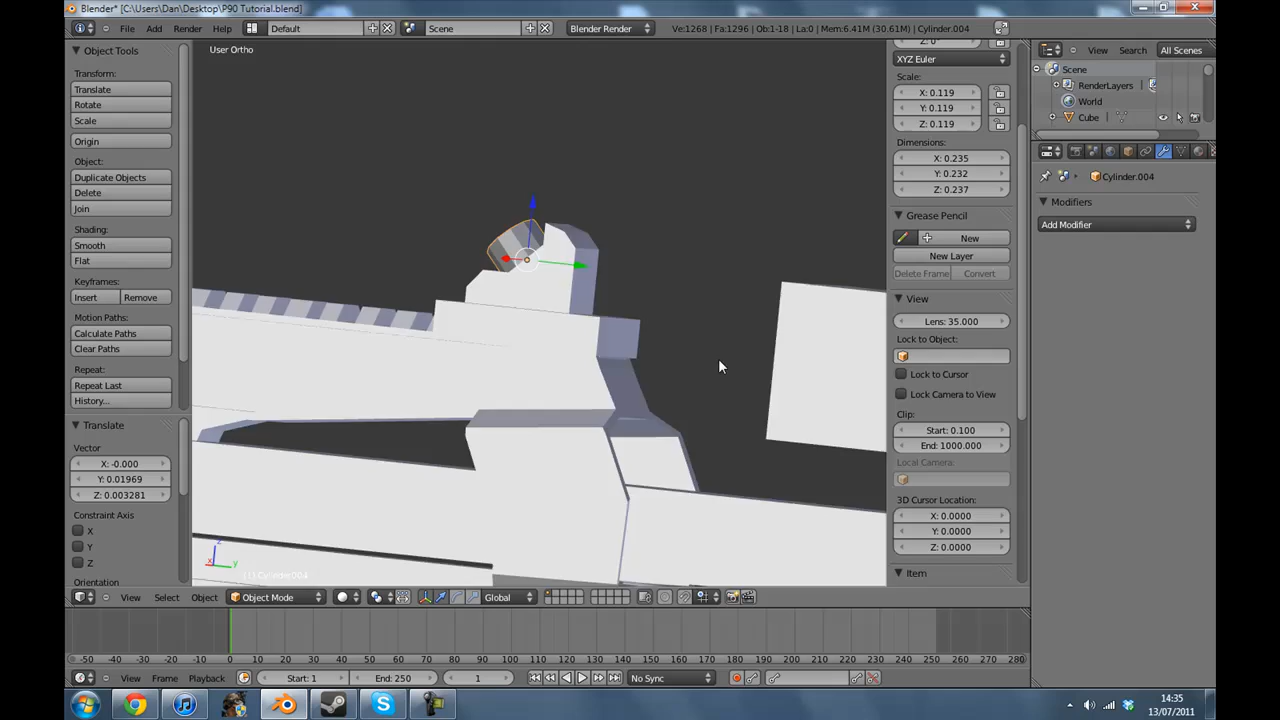 Blender* [C:\Users\Dan\Desktop\P90 Tutorial.blend]
File Add Render Help Default Scene Blender Render Ve:1268 | Fa:1296 | Ob:1-18 | La:0 | Mem:6.41M (30.61M) | Cylinder.004
Object Tools
Transform:
Translate
Rotate
Scale
Origin
Object:
Duplicate Objects
Delete
Join
Shading:
Smooth
Flat
Keyframes:
Insert Remove
Motion Paths:
Calculate Paths
Clear Paths
Repeat:
Repeat Last
History...
Translate
Vector
X: -0.000
Y: 0.01969
Z: 0.003281
Constraint Axis
X
Y
Z
Orientation
User Ortho
z
y
x
(1) Cylinder.004
XYZ Euler
Scale:
X: 0.119
Y: 0.119
Z: 0.119
Dimensions:
X: 0.235
Y: 0.232
Z: 0.237
Grease Pencil
New
New Layer
Delete Frame Convert
View
Lens: 35.000
Lock to Object:
Lock to Cursor
Lock Camera to View
Clip:
Start: 0.100
End: 1000.000
Local Camera:
3D Cursor Location:
X: 0.0000
Y: 0.0000
Z: 0.0000
Item
View Search All Scenes
Scene
RenderLayers
World
Cube
Cylinder.004
Modifiers
Add Modifier
View Select Object Object Mode Global
-50 -40 -30 -20 -10 0 10 20 30 40 50 60 70 80 90 100 110 120 130 140 150 160 170 180 190 200 210 220 230 240 250 260 270 280
View Frame Playback Start: 1 End: 250 1 No Sync
14:35
13/07/2011